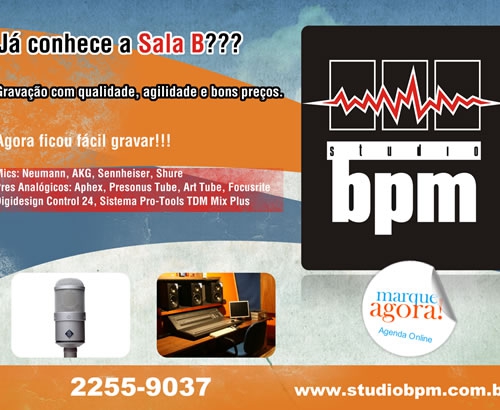 Já conhece a Sala B???
Gravação com qualidade, agilidade e bons preços.
Agora ficou fácil gravar!!!
Mics: Neumann, AKG, Sennheiser, Shure
Pres Analógicos: Aphex, Presonus Tube, Art Tube, Focusrite
Digidesign Control 24, Sistema Pro-Tools TDM Mix Plus
studio
bpm
marque
agora!
Agenda Online
2255-9037
www.studiobpm.com.b